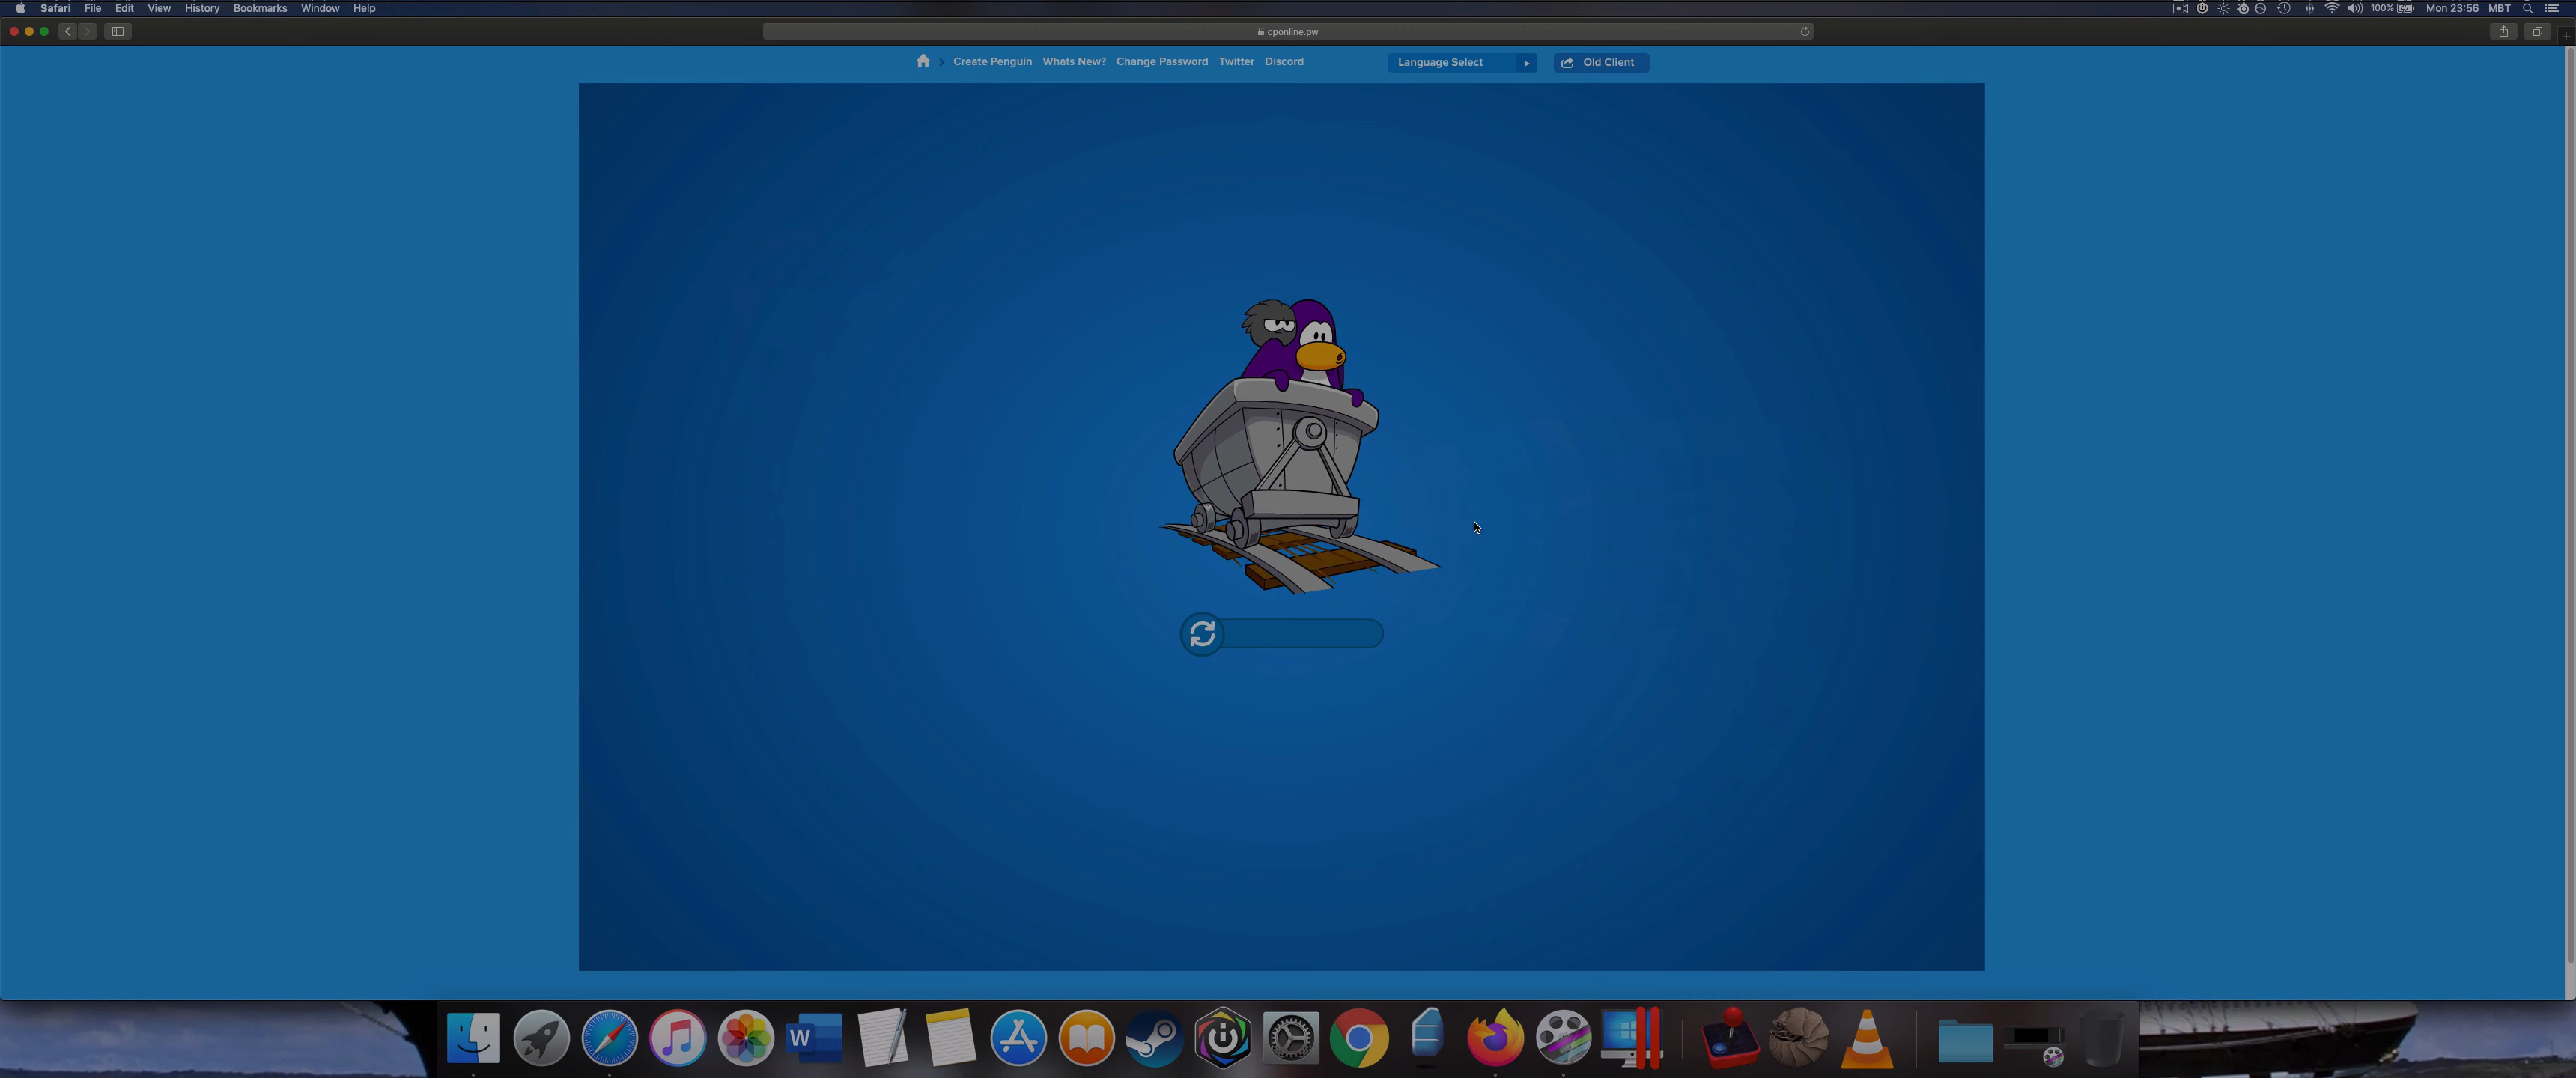 Safari File Edit View History Bookmarks Window Help 100% Mon 23:56 MBT
cponline.pw
Create Penguin Whats New? Change Password Twitter Discord Language Select Old Client
W